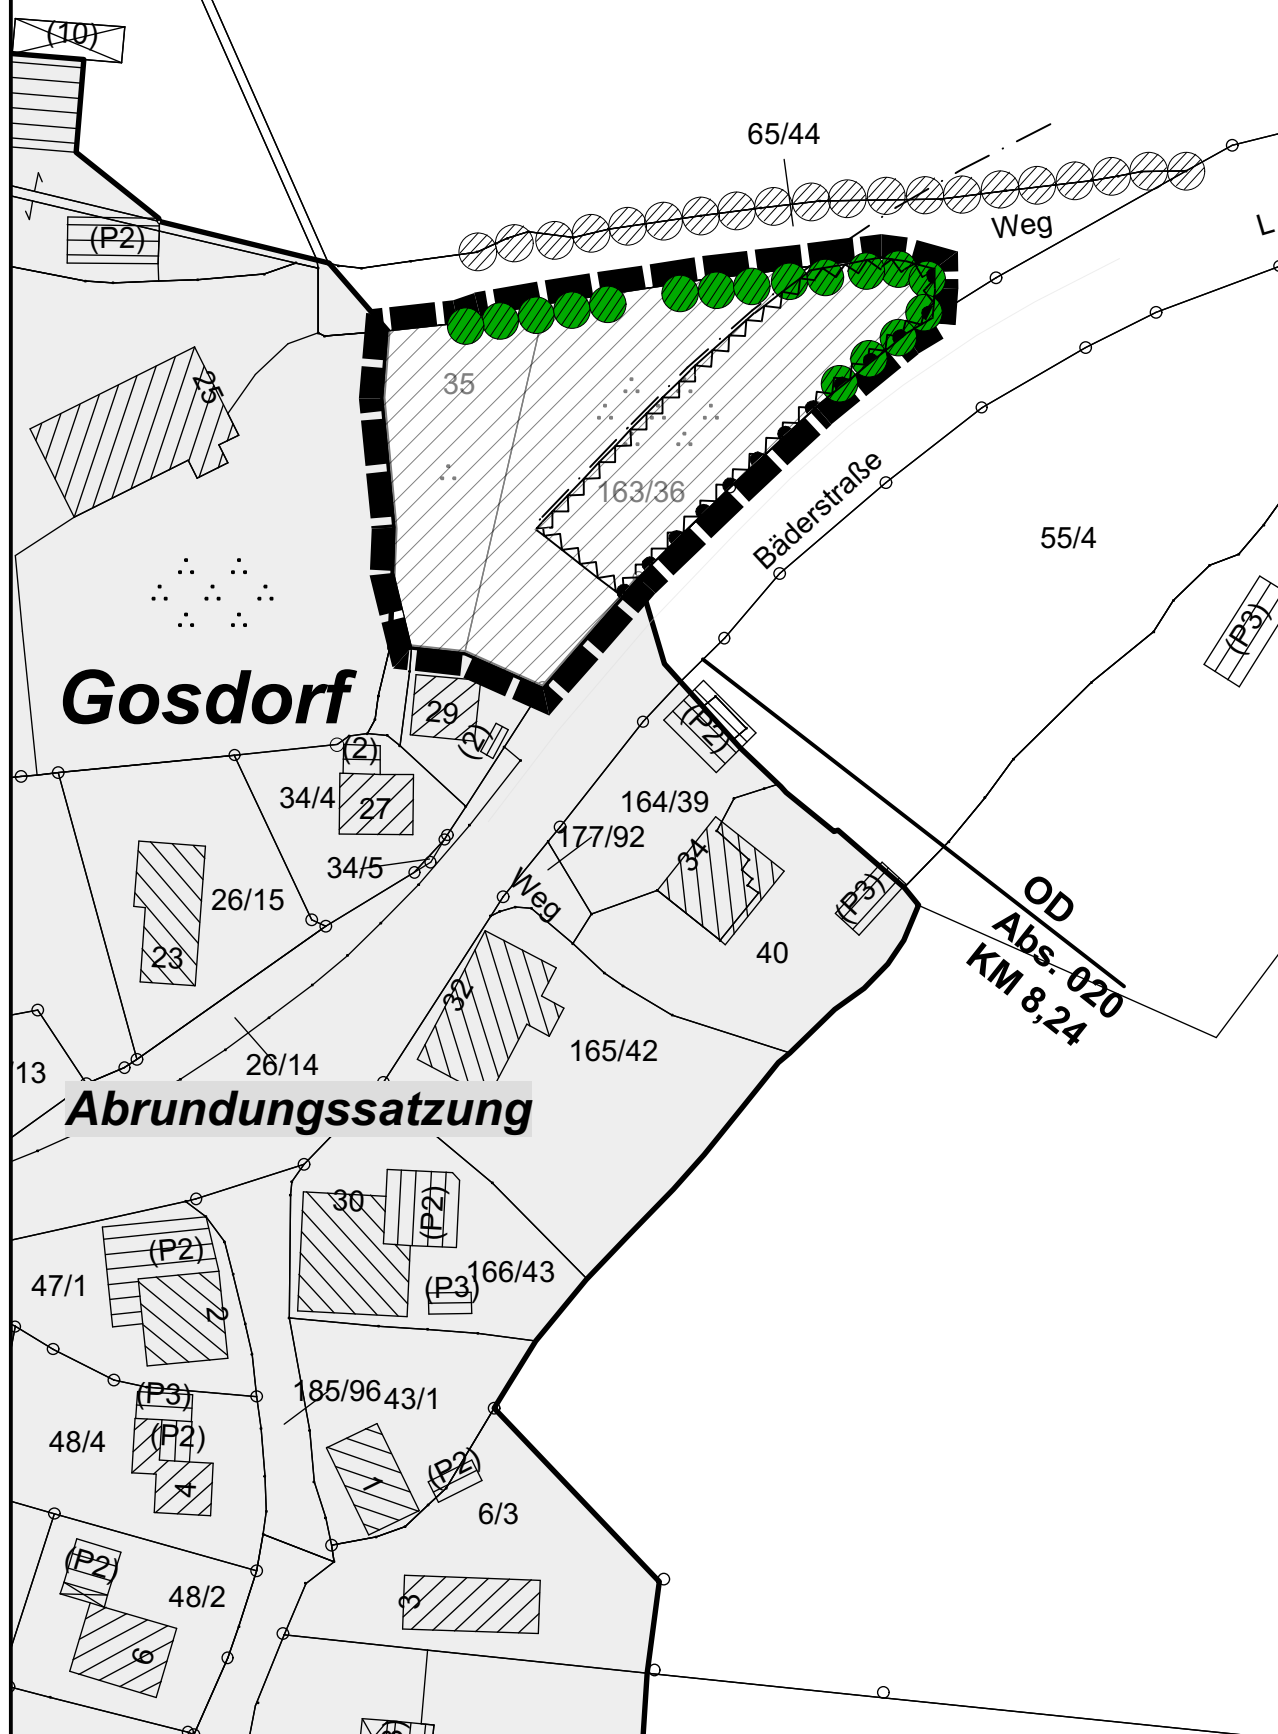 (10)
65/44
Weg
L
(P2)
25
35
163/36
Bäderstraße
55/4
(P3)
Gosdorf
29
(2)
(2)
(P2)
34/4
27
164/39
177/92
34
34/5
26/15
Weg
(P3)
OD
Abs. 020
KM 8,24
23
40
32
/13
26/14
165/42
Abrundungssatzung
30
(P2)
(P2)
47/1
2
(P3)
166/43
185/96
43/1
(P3)
(P2)
48/4
4
1
(P2)
6/3
(P2)
48/2
3
6